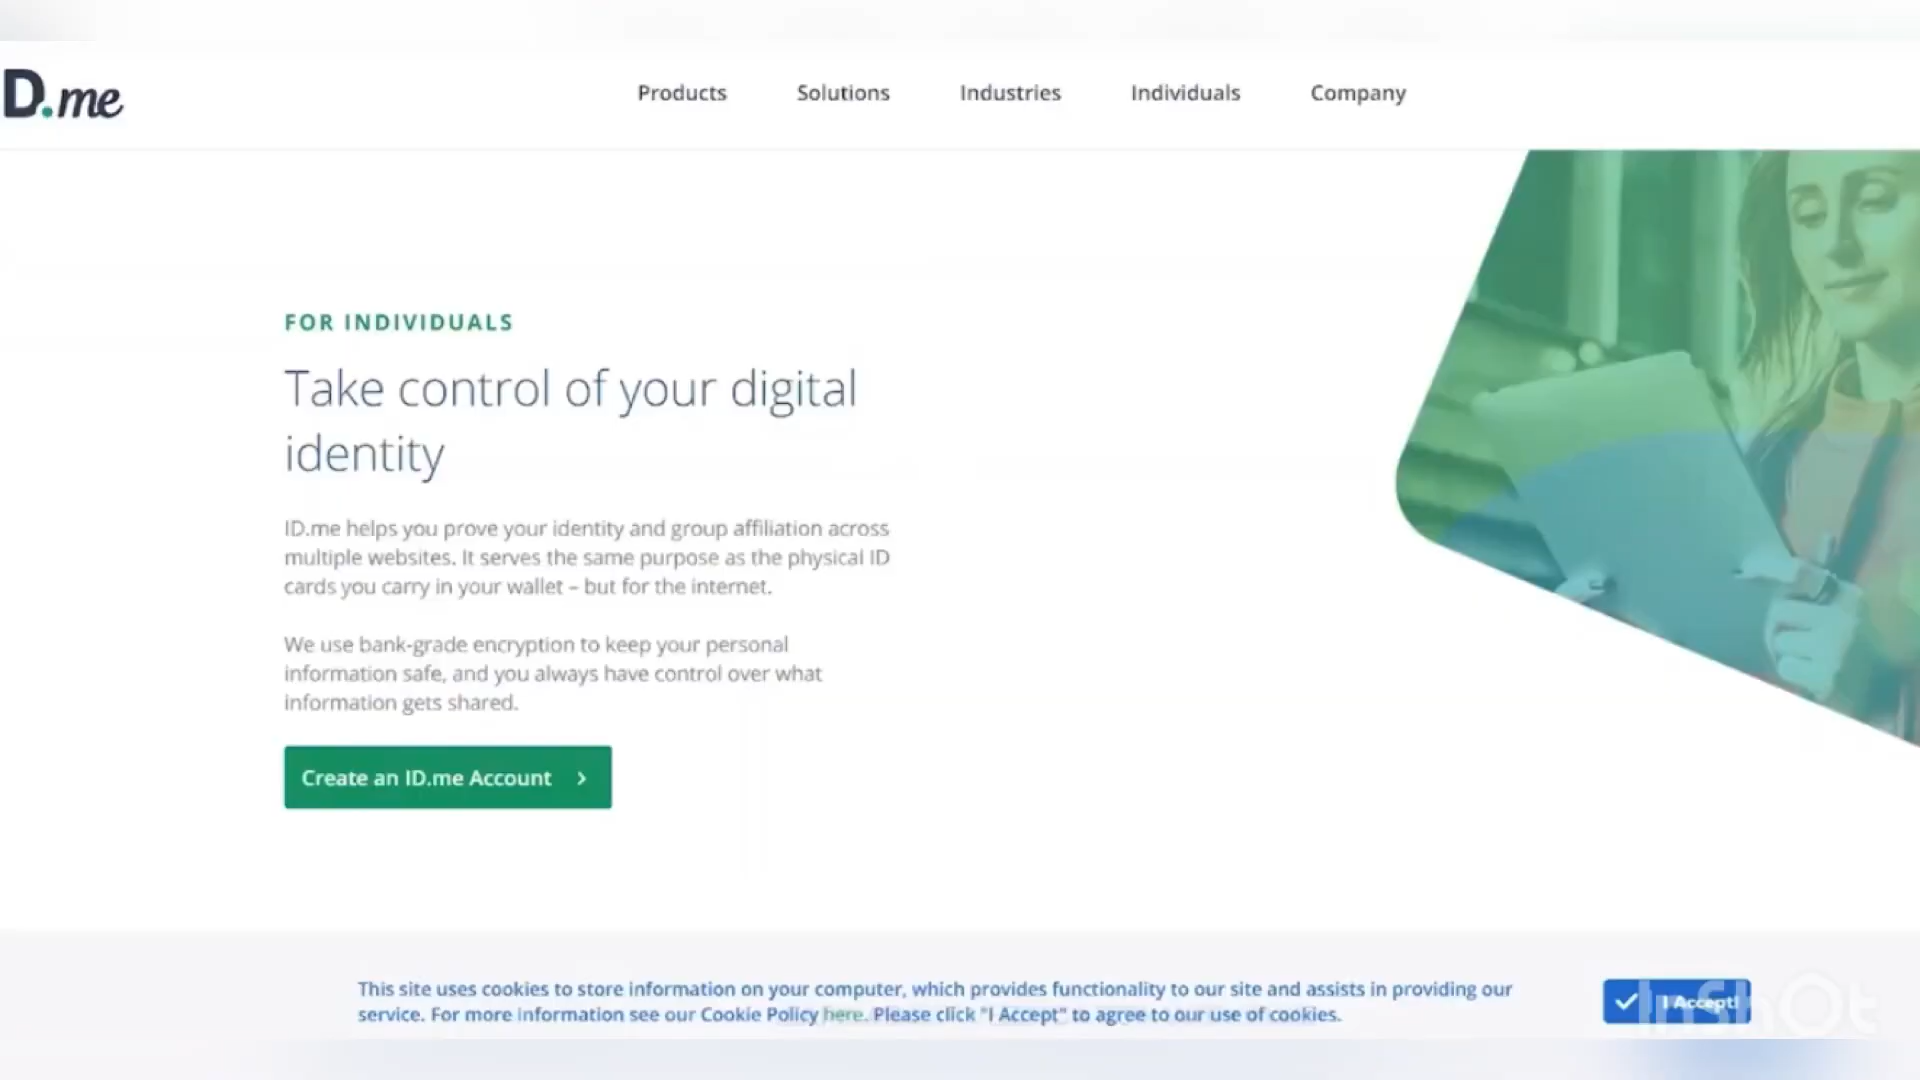 D.me
Products Solutions Industries Individuals Company
FOR INDIVIDUALS
Take control of your digital
identity
ID.me helps you prove your identity and group affiliation across
multiple websites. It serves the same purpose as the physical ID
cards you carry in your wallet – but for the internet.
We use bank-grade encryption to keep your personal
information safe, and you always have control over what
information gets shared.
Create an ID.me Account
This site uses cookies to store information on your computer, which provides functionality to our site and assists in providing our
service. For more information see our Cookie Policy here. Please click "I Accept" to agree to our use of cookies.
I Accept!
InShOt